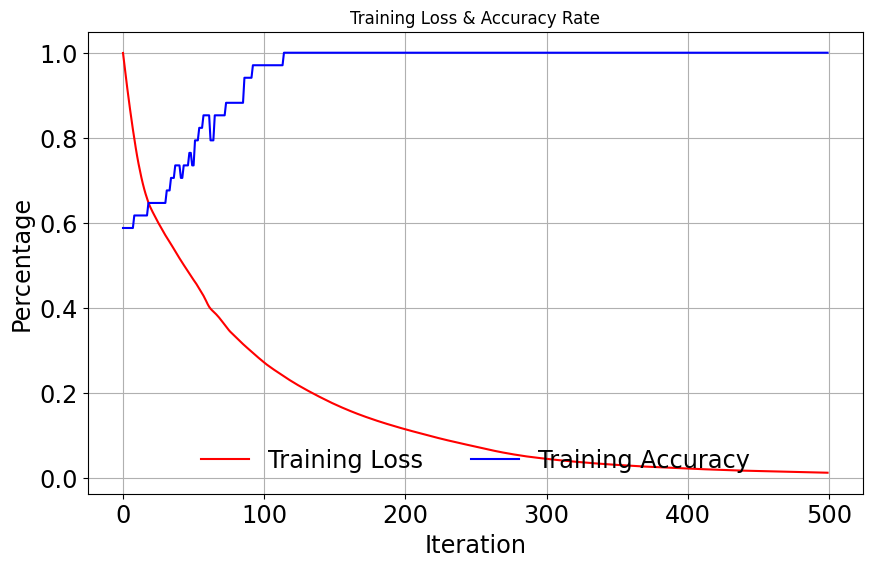 Training Loss & Accuracy Rate
1.0
0.8
0.6
0.4
0.2
0.0
Percentage
Training Loss Training Accuracy
0 100 200 300 400 500
Iteration